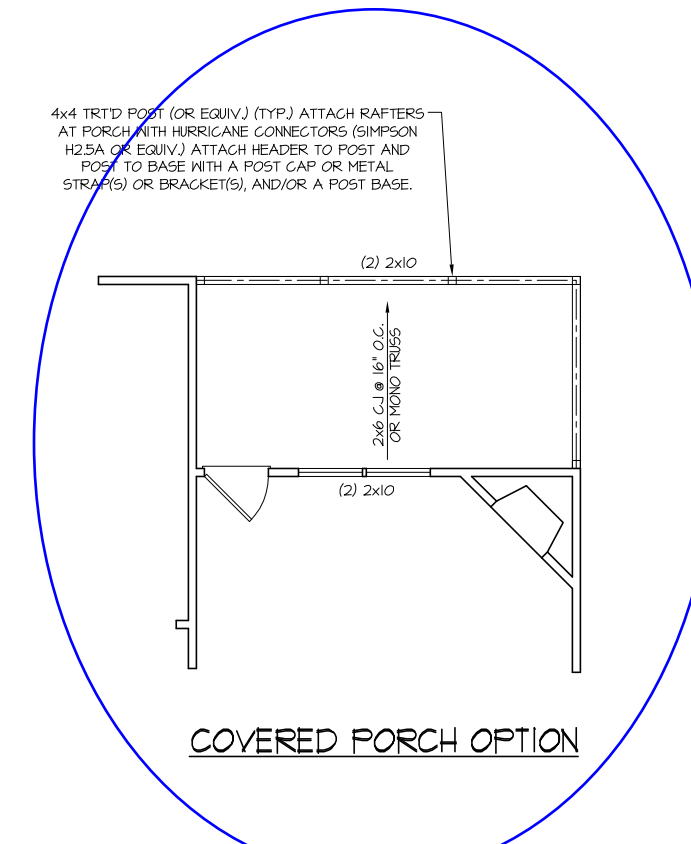 4x4 TRT'D POST (OR EQUIV.) (TYP.) ATTACH RAFTERS
AT PORCH WITH HURRICANE CONNECTORS (SIMPSON
H2.5A OR EQUIV.) ATTACH HEADER TO POST AND
POST TO BASE WITH A POST CAP OR METAL
STRAP(S) OR BRACKET(S), AND/OR A POST BASE.
(2) 2x10
2x6 CJ @ 16" O.C.
OR MONO TRUSS
(2) 2x10
COVERED PORCH OPTION